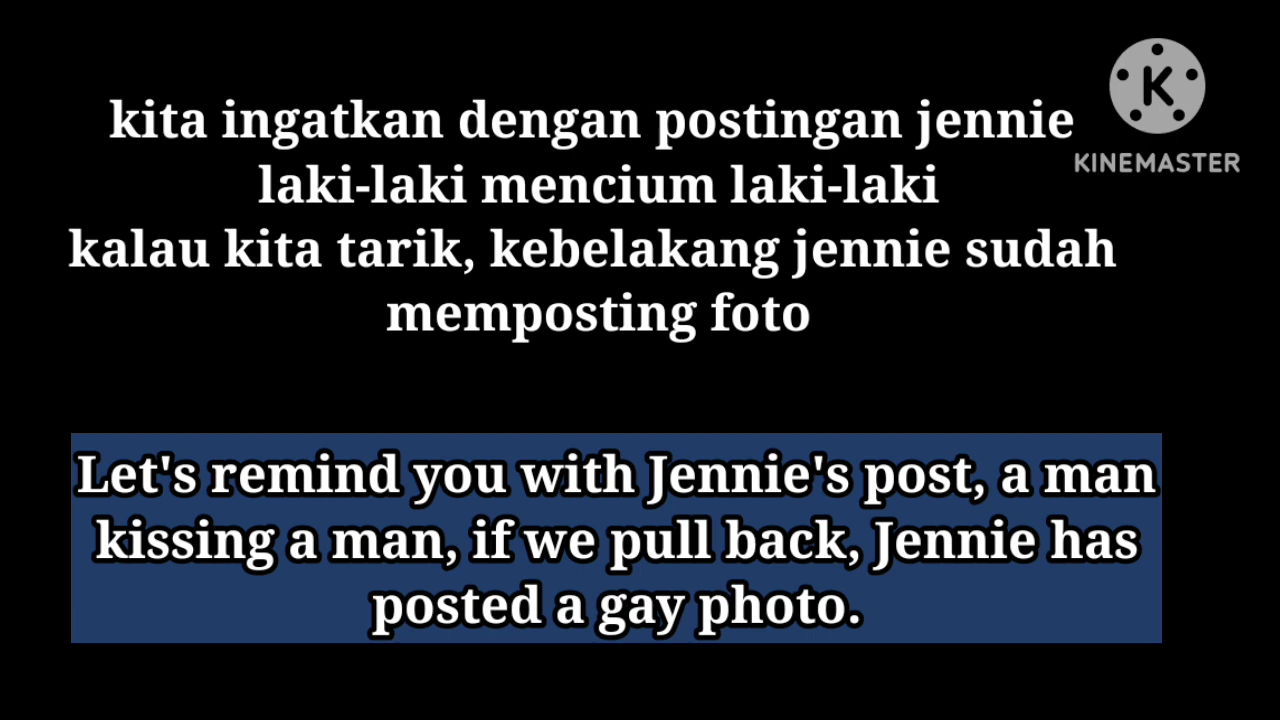 kita ingatkan dengan postingan jennie
laki-laki mencium laki-laki
kalau kita tarik, kebelakang jennie sudah
memposting foto
K
KINEMASTER
Let's remind you with Jennie's post, a man
kissing a man, if we pull back, Jennie has
posted a gay photo.